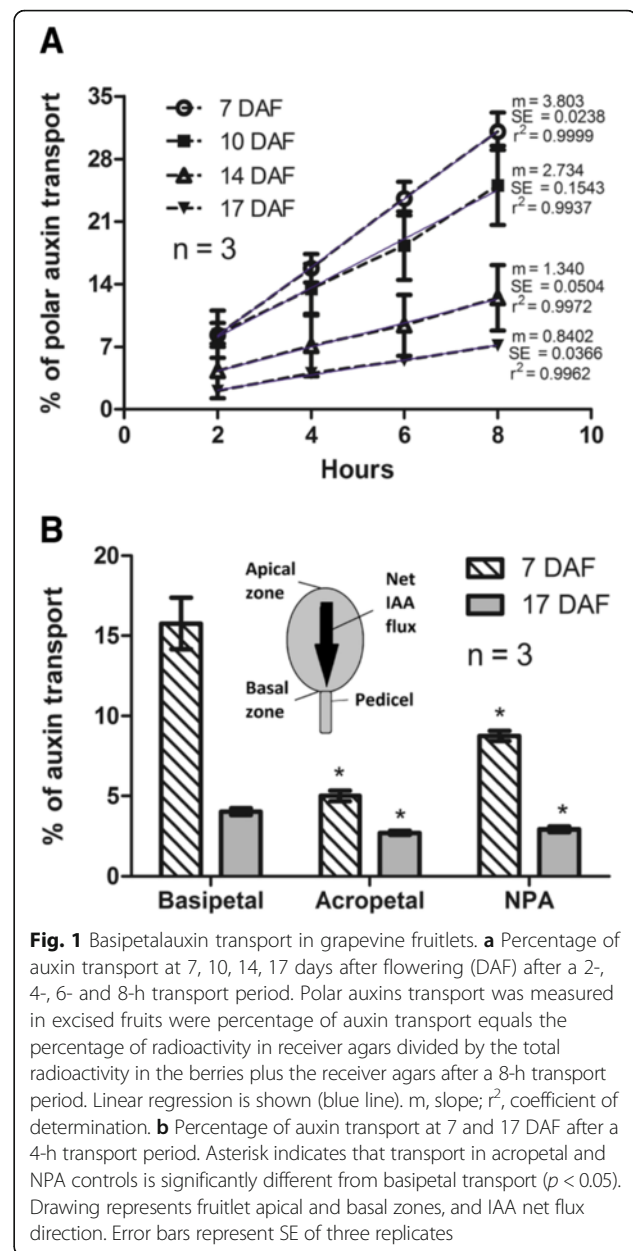 A
35
28
21
14
7
0
% of polar auxin transport
7 DAF
10 DAF
14 DAF
17 DAF
n = 3
m = 3.803
SE = 0.0238
r² = 0.9999
m = 2.734
SE = 0.1543
r² = 0.9937
m = 1.340
SE = 0.0504
r² = 0.9972
m = 0.8402
SE = 0.0366
r² = 0.9962
0 2 4 6 8 10
Hours
B
20
15
10
5
0
% of auxin transport
Apical
zone
Net
IAA
flux
Basal
zone
Pedicel
7 DAF
17 DAF
n = 3
*
*
*
*
Basipetal Acropetal NPA
Fig. 1 Basipetalauxin transport in grapevine fruitlets. a Percentage of
auxin transport at 7, 10, 14, 17 days after flowering (DAF) after a 2-,
4-, 6- and 8-h transport period. Polar auxins transport was measured
in excised fruits were percentage of auxin transport equals the
percentage of radioactivity in receiver agars divided by the total
radioactivity in the berries plus the receiver agars after a 8-h transport
period. Linear regression is shown (blue line). m, slope; r², coefficient of
determination. b Percentage of auxin transport at 7 and 17 DAF after a
4-h transport period. Asterisk indicates that transport in acropetal and
NPA controls is significantly different from basipetal transport (p < 0.05).
Drawing represents fruitlet apical and basal zones, and IAA net flux
direction. Error bars represent SE of three replicates